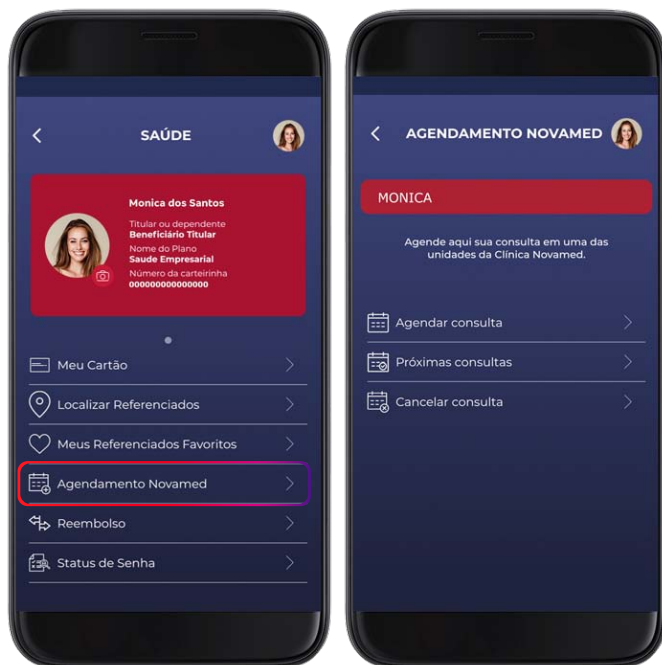 SAÚDE
Monica dos Santos
Titular ou dependente
Beneficiário Titular
Nome do Plano
Saude Empresarial
Número da carteirinha
000000000000000
Meu Cartão
Localizar Referenciados
Meus Referenciados Favoritos
Agendamento Novamed
Reembolso
Status de Senha
AGENDAMENTO NOVAMED
MONICA
Agende aqui sua consulta em uma das
unidades da Clínica Novamed.
Agendar consulta
Próximas consultas
Cancelar consulta